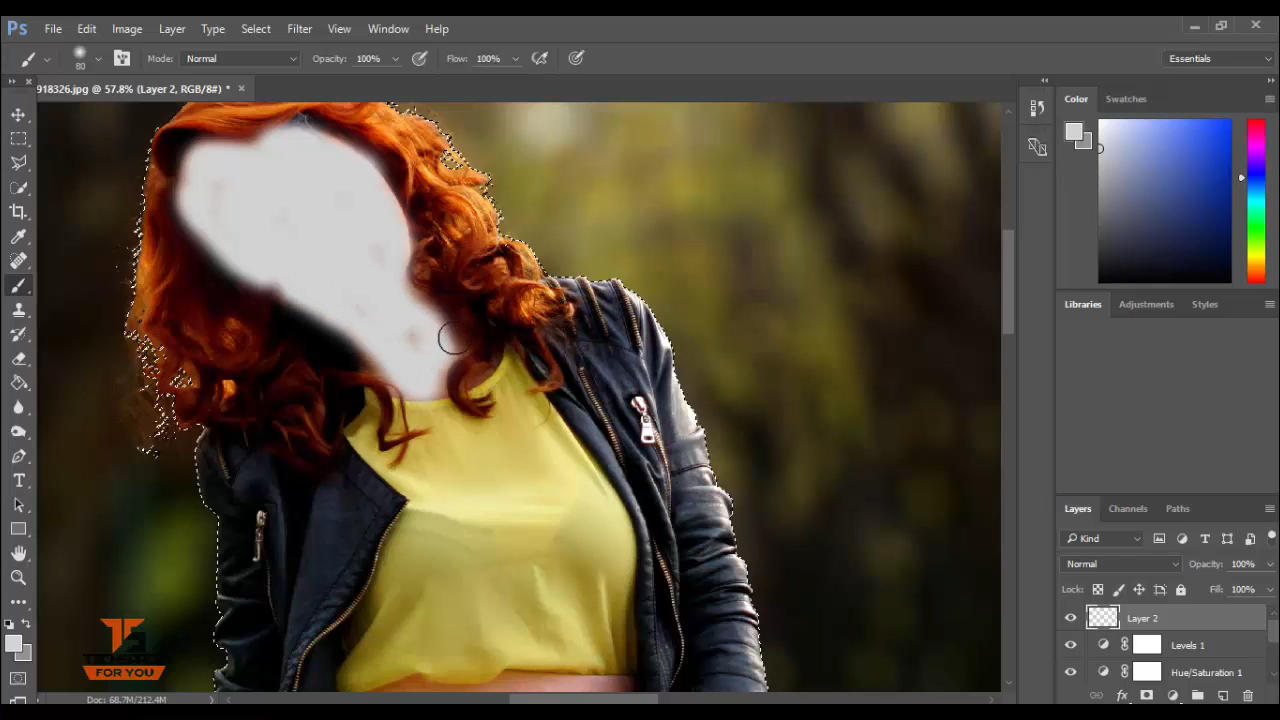 Ps File Edit Image Layer Type Select Filter View Window Help
80 Mode: Normal Opacity: 100% Flow: 100% Essentials
918326.jpg @ 57.8% (Layer 2, RGB/8#) *
Color Swatches
Libraries Adjustments Styles
Layers Channels Paths
Kind
Normal Opacity: 100%
Lock: Fill: 100%
Layer 2
Levels 1
Hue/Saturation 1
FOR YOU
Doc: 68.7M/212.4M